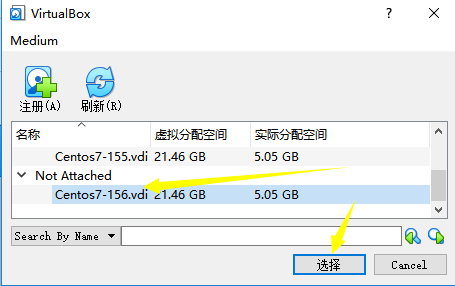 VirtualBox
Medium
注册(A) 刷新(R)
名称 虚拟分配空间 实际分配空间
Centos7-155.vdi 21.46 GB 5.05 GB
Not Attached
Centos7-156.vdi 21.46 GB 5.05 GB
Search By Name
选择 Cancel